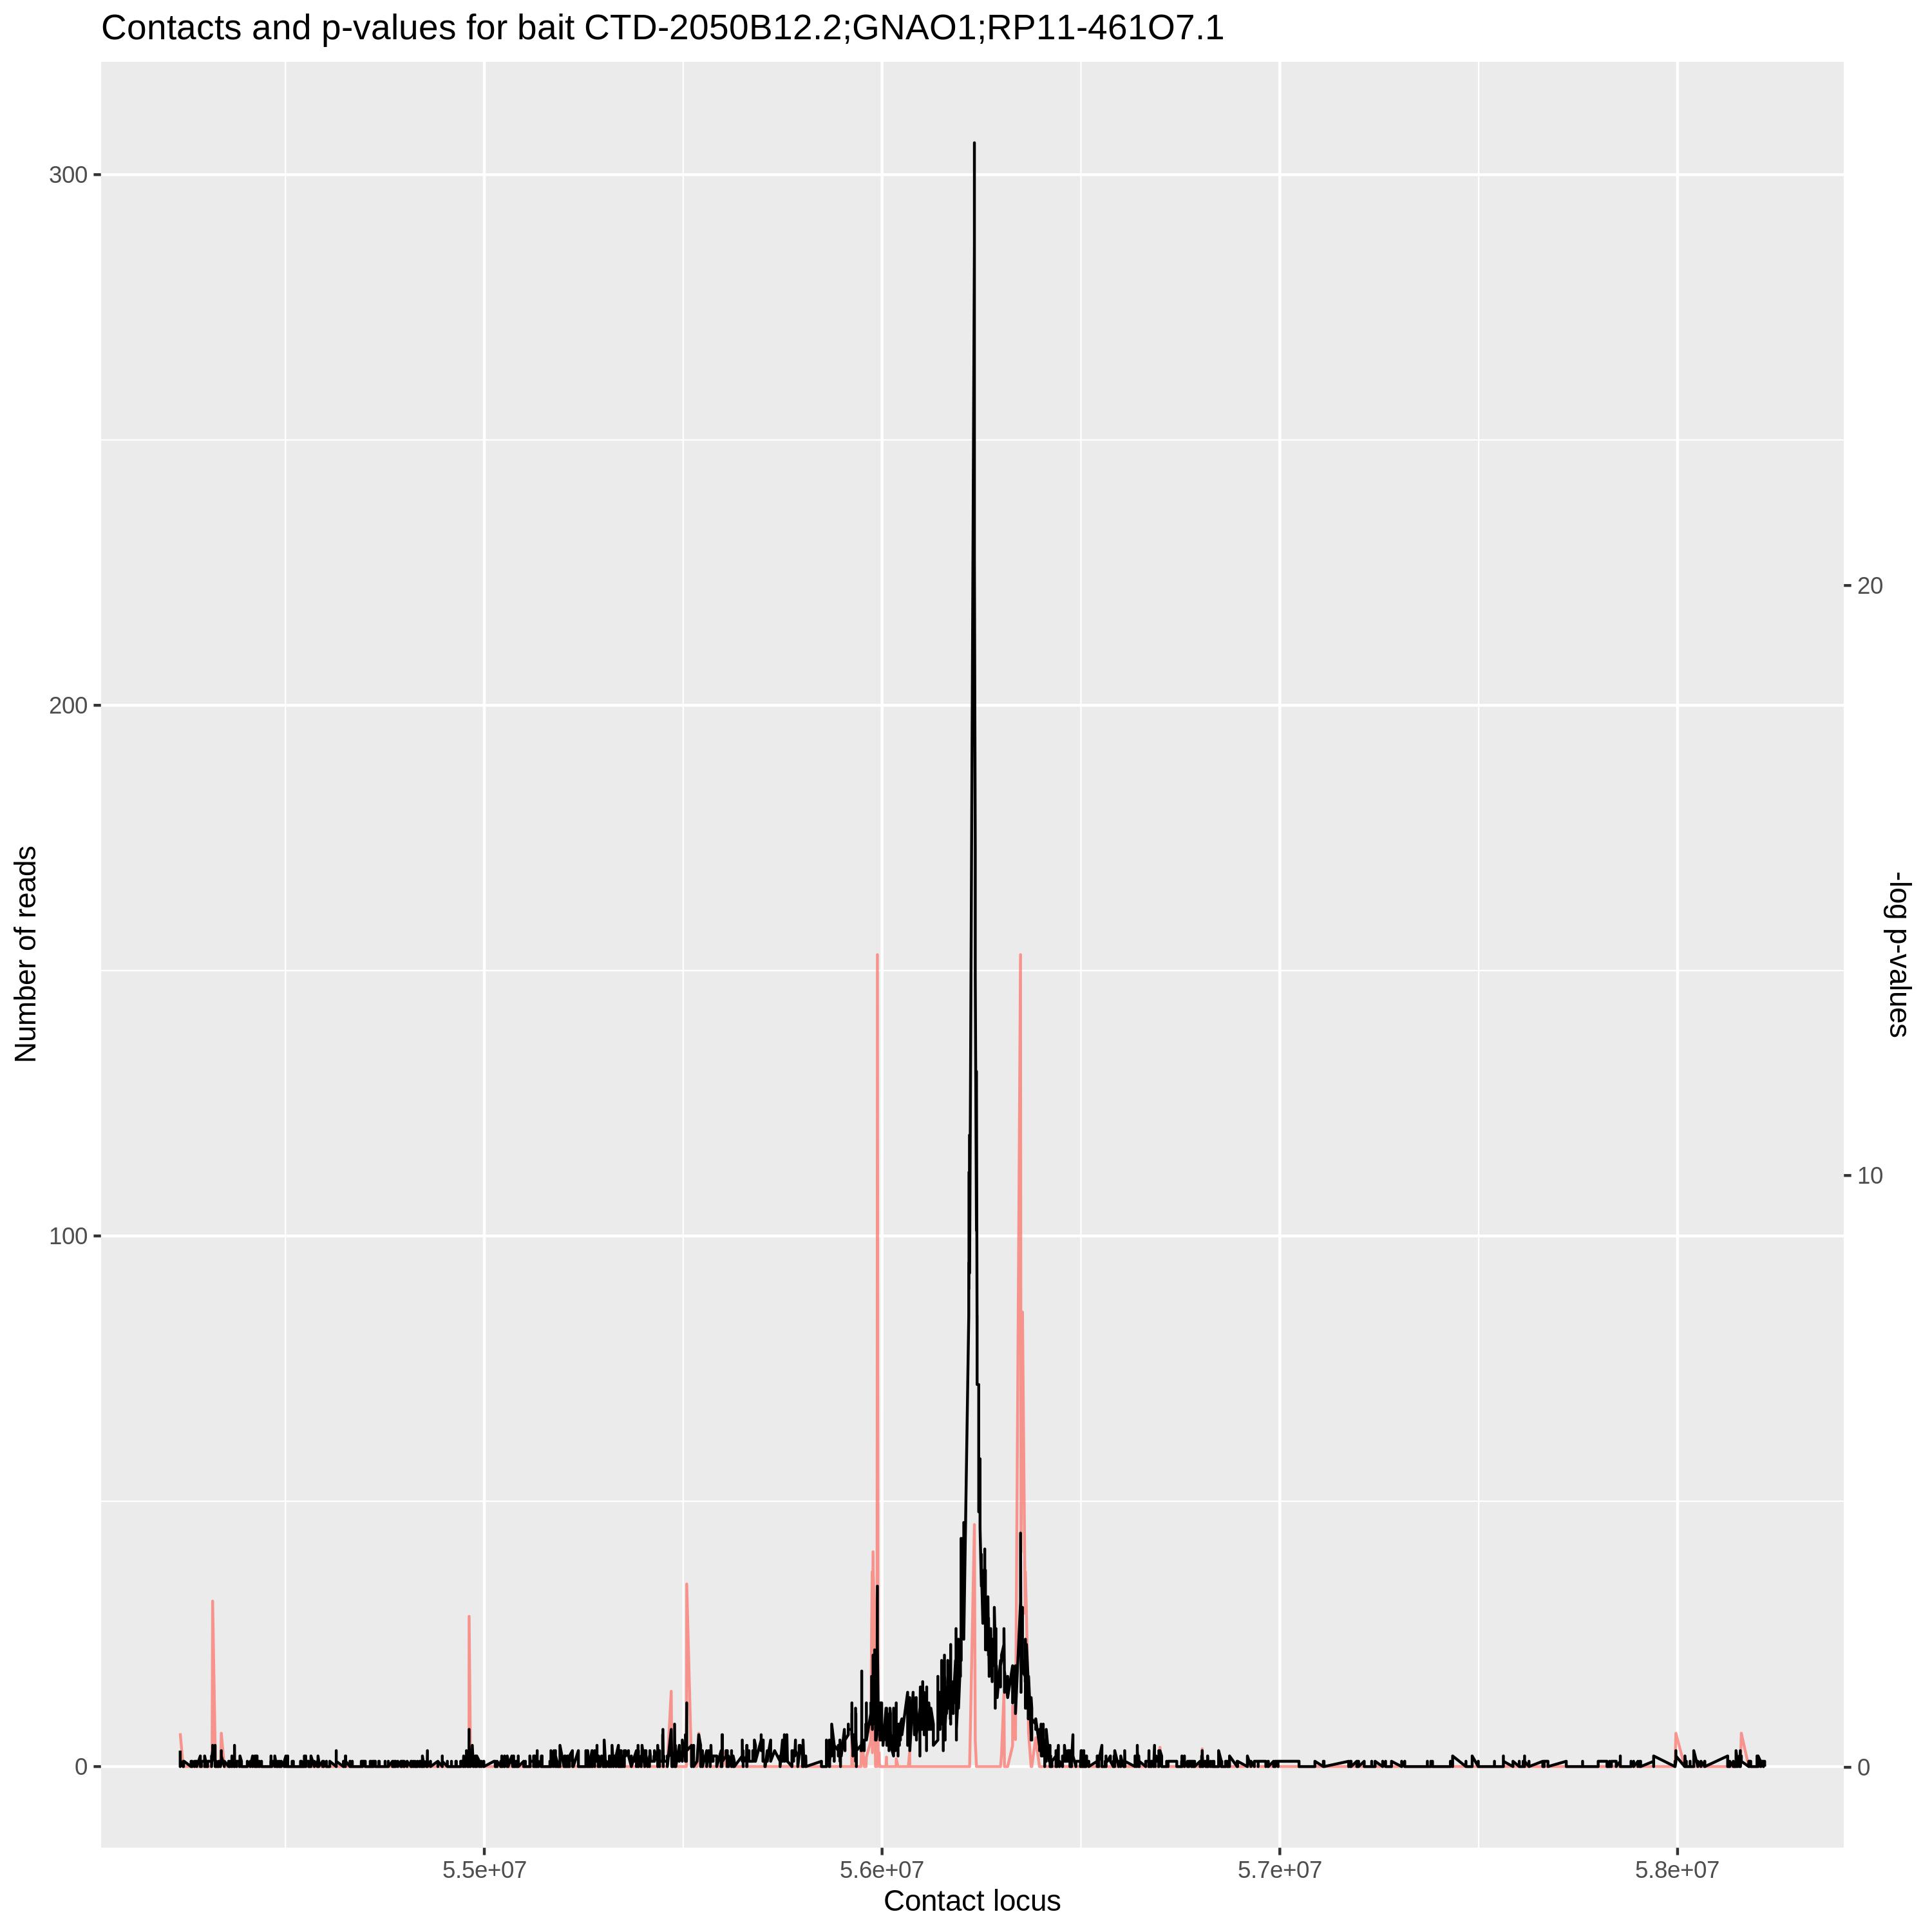 Contacts and p-values for bait CTD-2050B12.2;GNAO1;RP11-461O7.1
300
200
100
0
Number of reads
20
10
0
-log p-values
5.5e+07
5.6e+07
5.7e+07
5.8e+07
Contact locus